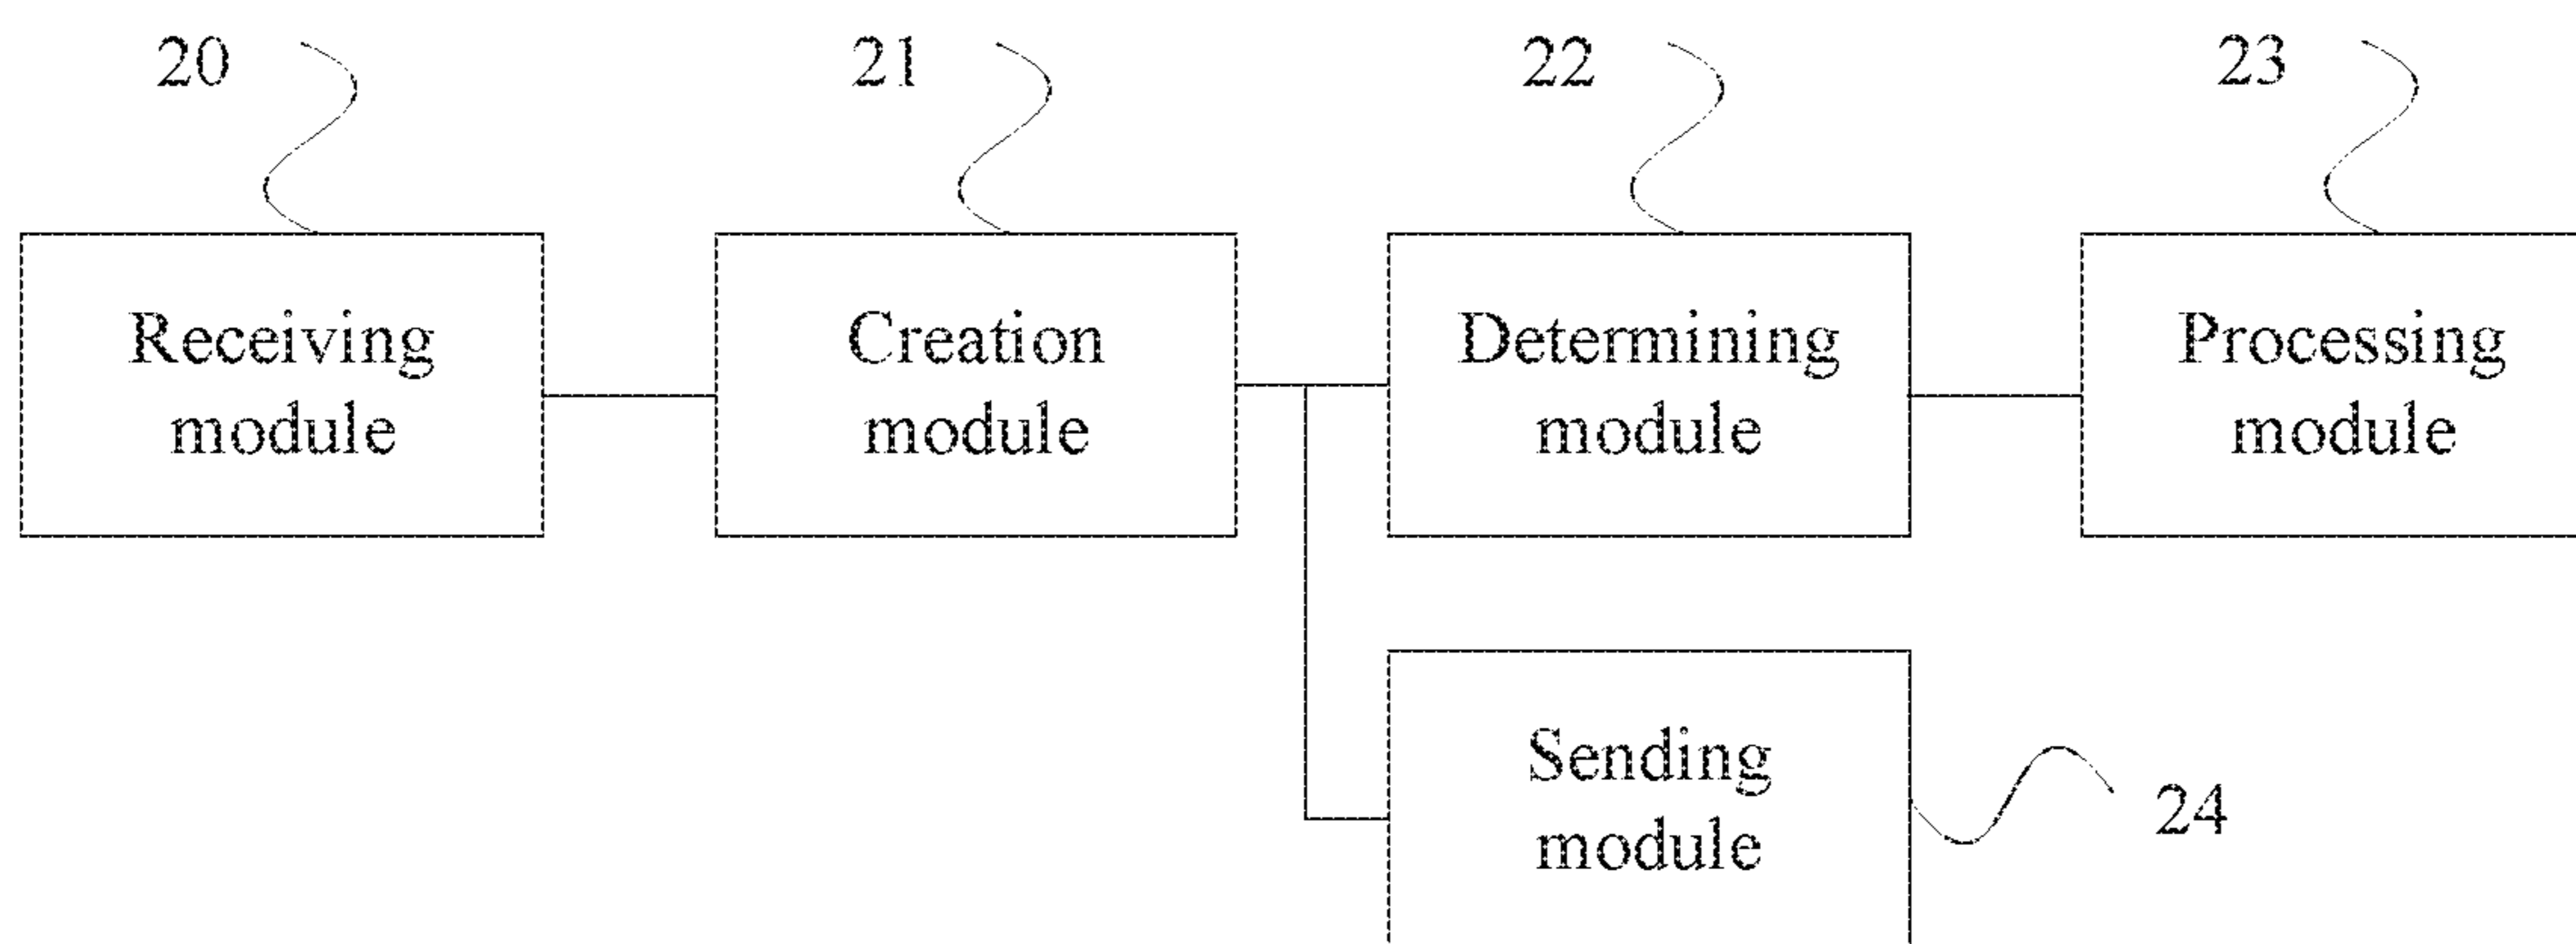 20
21
22
23
Receiving
module
Creation
module
Determining
module
Processing
module
Sending
module
24